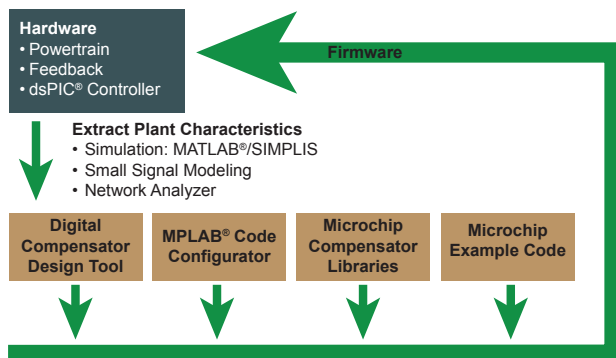 Hardware
• Powertrain
• Feedback
• dsPIC® Controller
Firmware
Extract Plant Characteristics
• Simulation: MATLAB®/SIMPLIS
• Small Signal Modeling
• Network Analyzer
Digital
Compensator
Design Tool
MPLAB® Code
Configurator
Microchip
Compensator
Libraries
Microchip
Example Code